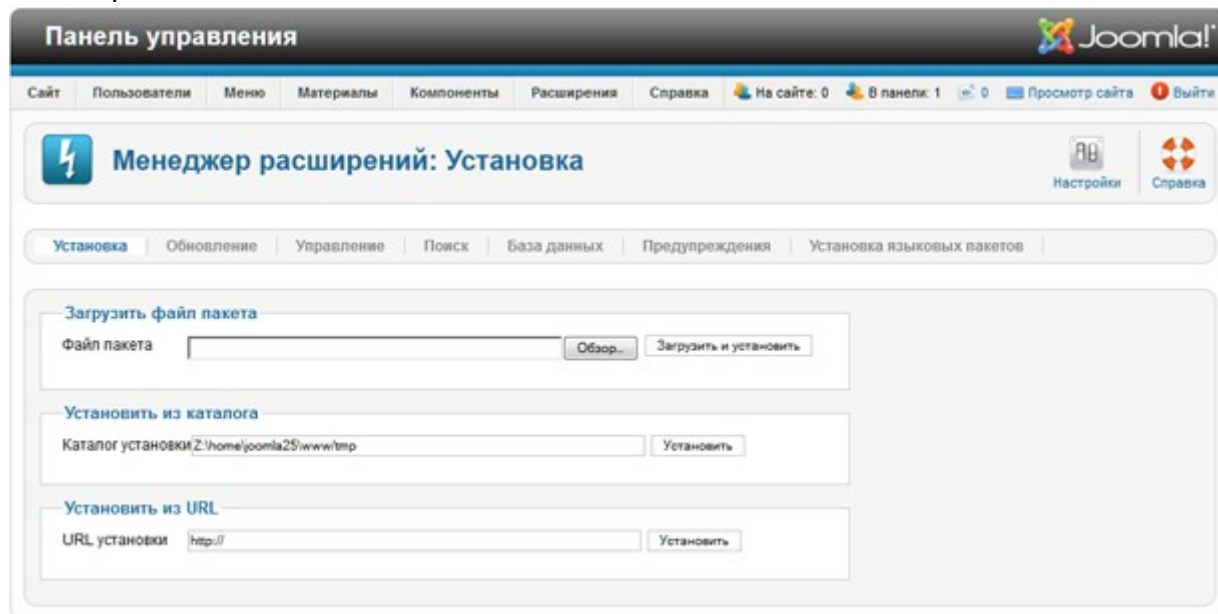 Панель управления Joomla!
Сайт Пользователи Меню Материалы Компоненты Расширения Справка На сайте: 0 В панели: 1 0 Просмотр сайта Выйти
Менеджер расширений: Установка Настройки Справка
Установка Обновление Управление Поиск База данных Предупреждения Установка языковых пакетов
Загрузить файл пакета
Файл пакета Обзор... Загрузить и установить
Установить из каталога
Каталог установки Z:\home\joomla25\www/tmp Установить
Установить из URL
URL установки http:// Установить